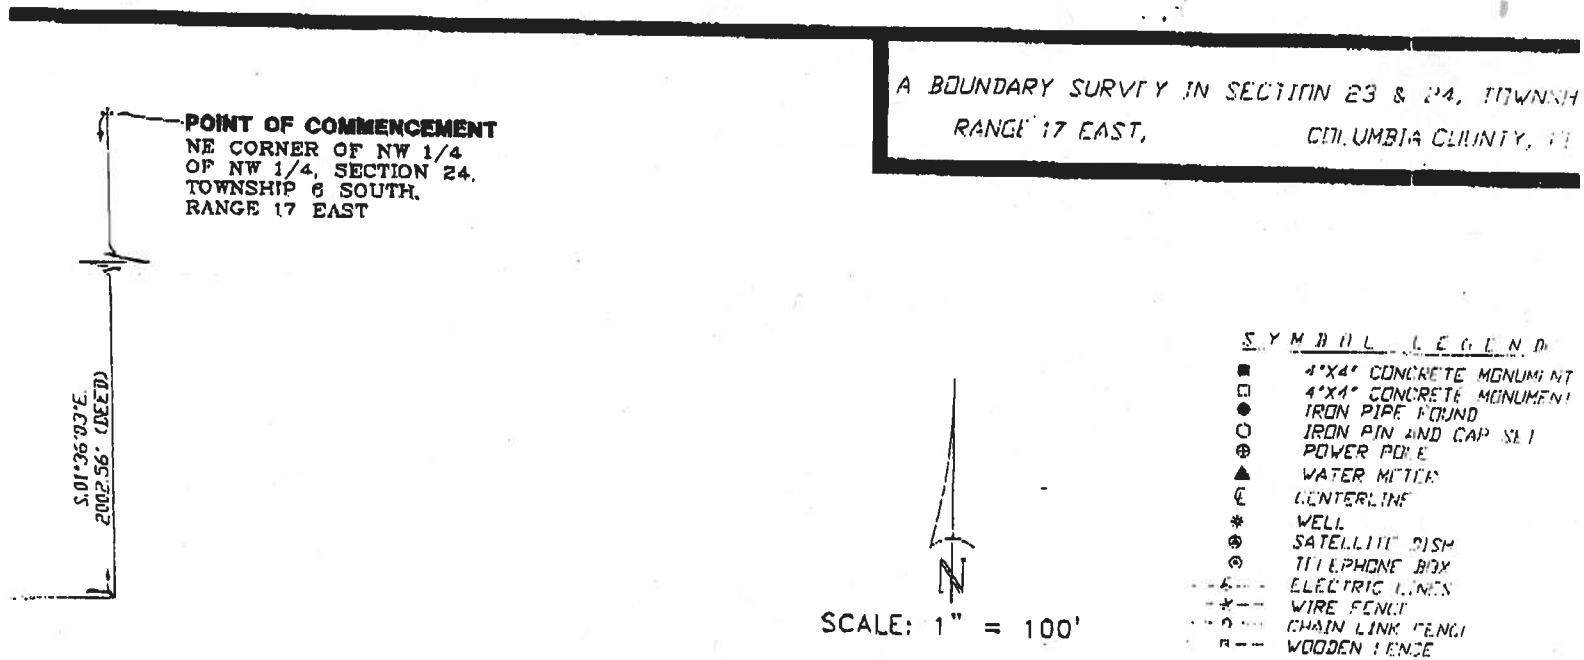 A BOUNDARY SURVEY IN SECTION 23 & 24,
RANGE 17 EAST, COLUMBIA COUNTY,
POINT OF COMMENCEMENT
NE CORNER OF NW 1/4
OF NW 1/4, SECTION 24,
TOWNSHIP 6 SOUTH,
RANGE 17 EAST
S.01°36'03"E.
2002.56' (DEED)
N
SCALE: 1" = 100'
SYMBOL LEGEND
4"X4" CONCRETE MONUMENT
4"X4" CONCRETE MONUMENT
IRON PIPE FOUND
IRON PIN AND CAP SET
POWER POLE
WATER METER
CENTERLINE
WELL
SATELLITE DISH
TELEPHONE BOX
ELECTRIC LINES
WIRE FENCE
CHAIN LINK FENCE
WOODEN FENCE